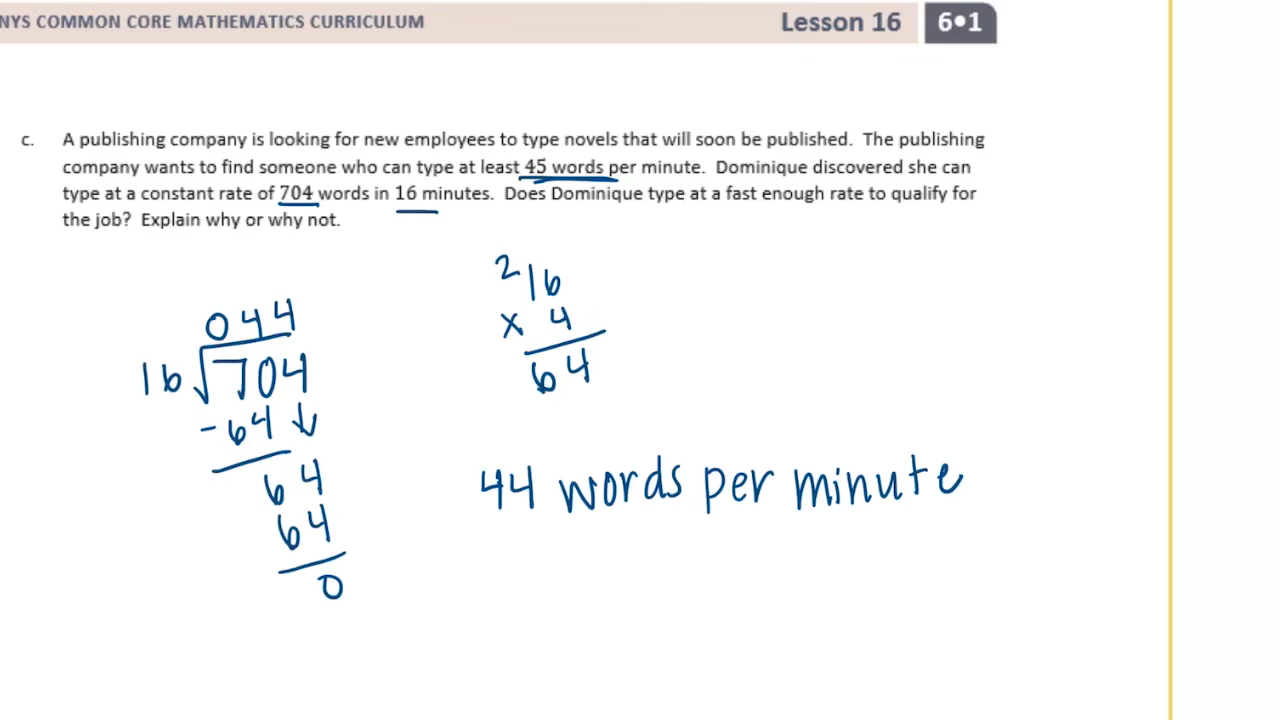 NYS COMMON CORE MATHEMATICS CURRICULUM
Lesson 16
6•1
c. A publishing company is looking for new employees to type novels that will soon be published. The publishing
company wants to find someone who can type at least 45 words per minute. Dominique discovered she can
type at a constant rate of 704 words in 16 minutes. Does Dominique type at a fast enough rate to qualify for
the job? Explain why or why not.
044
16√704
-64↓
64
64
0
2
16
x 4
64
44 words per minute